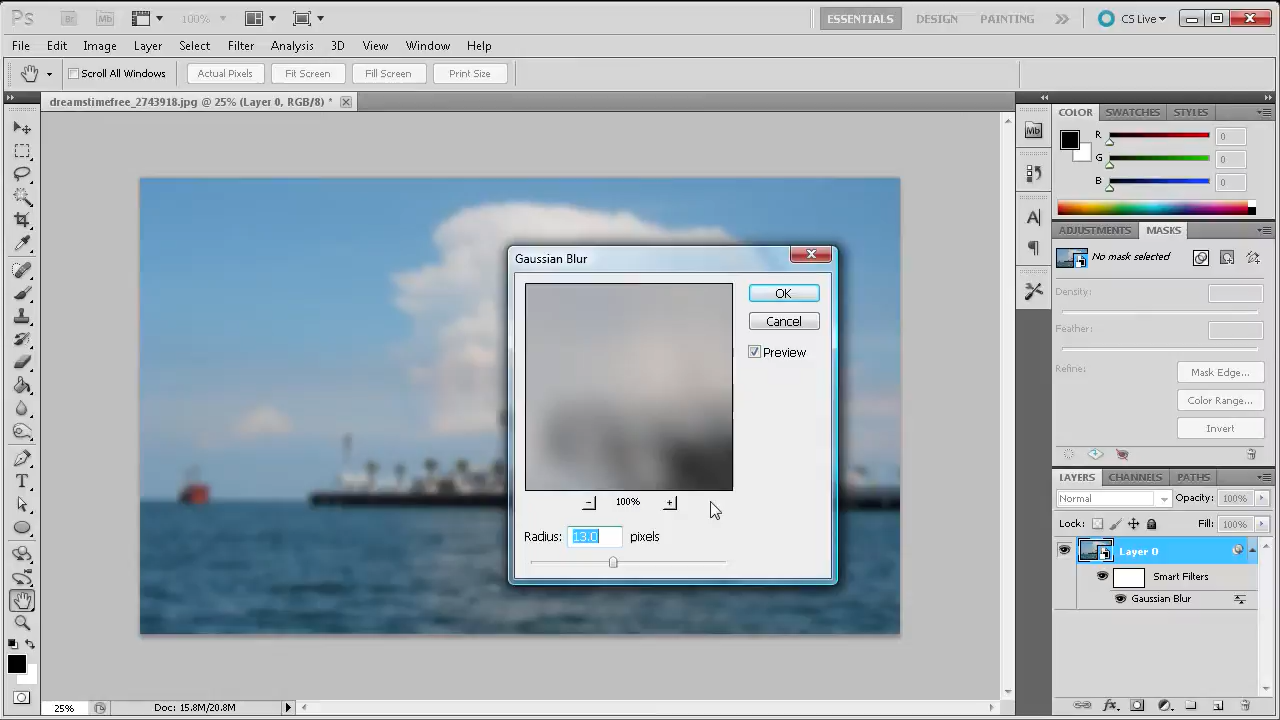 Ps Br Mb 100% ESSENTIALS DESIGN PAINTING CS Live
File Edit Image Layer Select Filter Analysis 3D View Window Help
Scroll All Windows Actual Pixels Fit Screen Fill Screen Print Size
dreamstimefree_2743918.jpg @ 25% (Layer 0, RGB/8) *
COLOR SWATCHES STYLES
Mb
R 0
G 0
B 0
A
T
ADJUSTMENTS MASKS
No mask selected
Density:
Feather:
Refine: Mask Edge...
Color Range...
Invert
Gaussian Blur
OK
Cancel
Preview
100%
Radius: 13.0 pixels
LAYERS CHANNELS PATHS
Normal Opacity: 100%
Lock: Fill: 100%
Layer 0
Smart Filters
Gaussian Blur
fx
25% Doc: 15.8M/20.8M